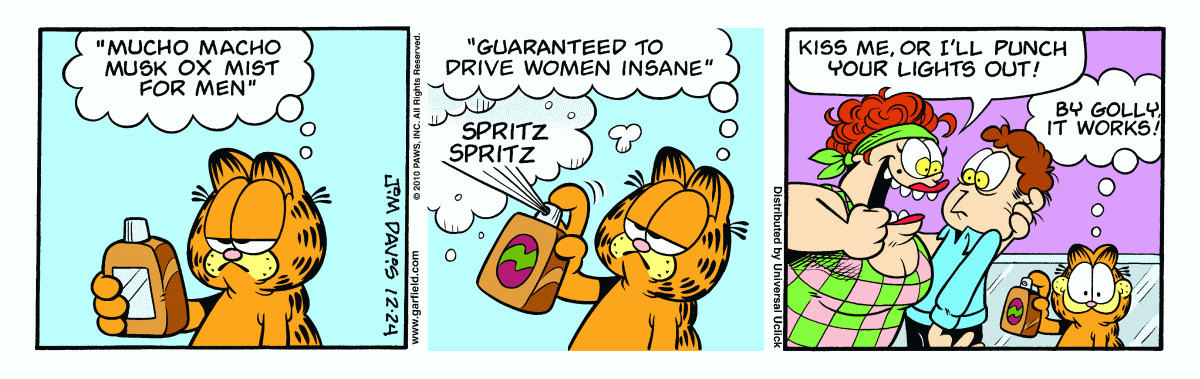 "MUCHO MACHO
MUSK OX MIST
FOR MEN"
JIM DAVIS 12-24
© 2010 PAWS, INC. All Rights Reserved.
www.garfield.com
"GUARANTEED TO
DRIVE WOMEN INSANE"
SPRITZ
SPRITZ
Distributed by Universal Uclick
KISS ME, OR I'LL PUNCH
YOUR LIGHTS OUT!
BY GOLLY,
IT WORKS!